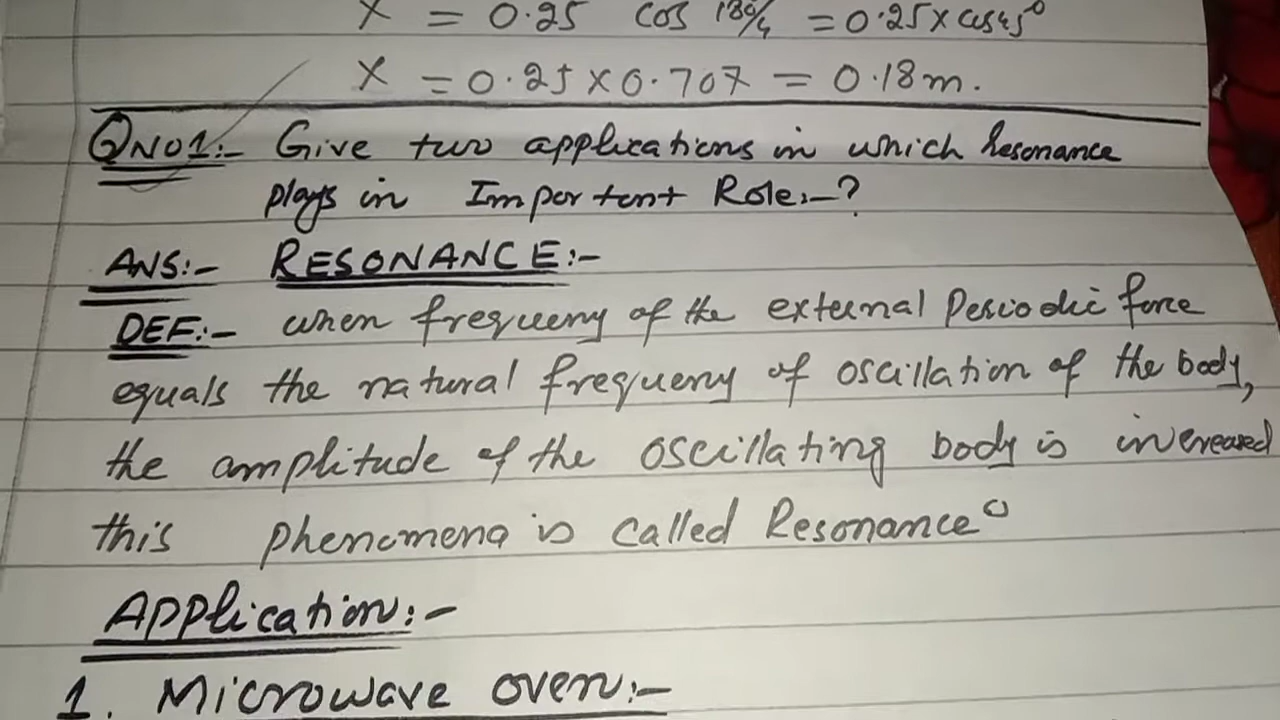 X = 0.25 cos 180/4 = 0.25 x cos45°
X = 0.25 x 0.707 = 0.18 m.
QNO1:- Give two applications in which Resonance
plays in Important Role:-?
ANS:- RESONANCE:-
DEF:- when frequeny of the external Periodic force
equals the natural frequeny of oscillation of the body,
the amplitude of the oscillating body is increased
this phenomena is called Resonance
Application:-
1. Microwave oven:-